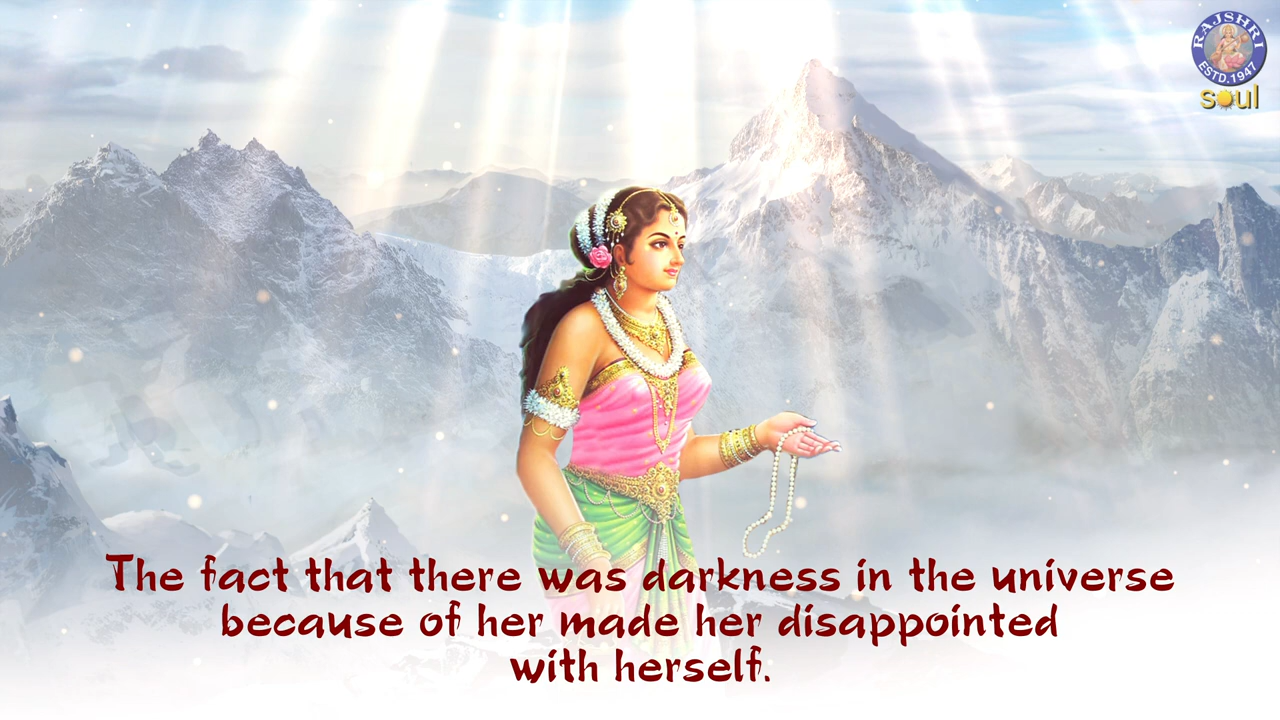 RAJSHRI
ESTD.1947
soul
The fact that there was darkness in the universe
because of her made her disappointed
with herself.